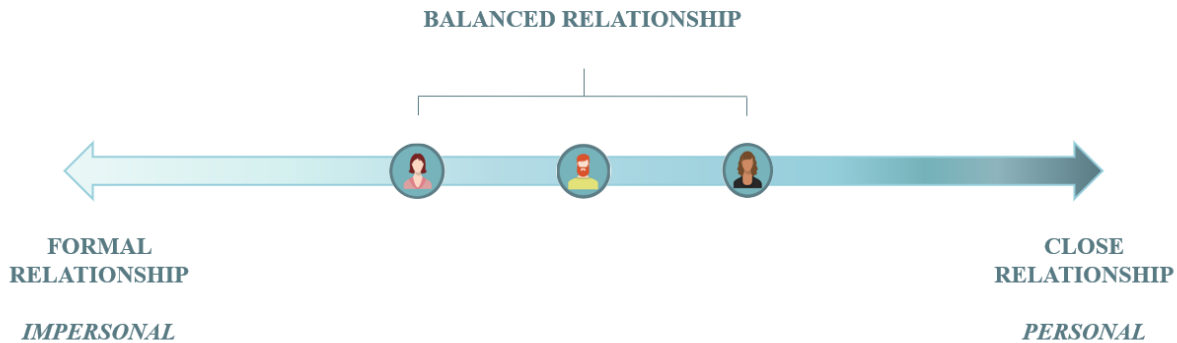 BALANCED RELATIONSHIP
FORMAL
RELATIONSHIP
IMPERSONAL
CLOSE
RELATIONSHIP
PERSONAL